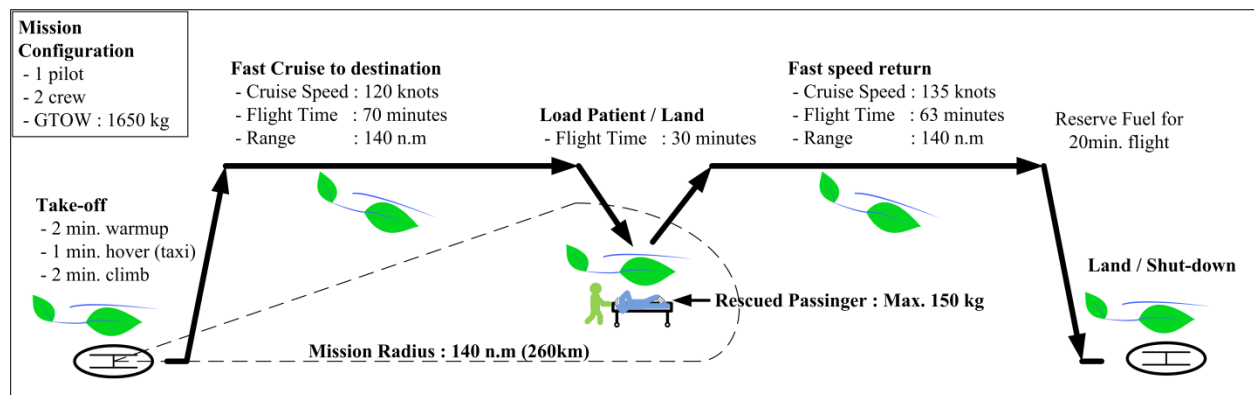 Mission
Configuration
- 1 pilot
- 2 crew
- GTOW : 1650 kg
Fast Cruise to destination
- Cruise Speed : 120 knots
- Flight Time : 70 minutes
- Range : 140 n.m
Load Patient / Land
- Flight Time : 30 minutes
Fast speed return
- Cruise Speed : 135 knots
- Flight Time : 63 minutes
- Range : 140 n.m
Reserve Fuel for
20min. flight
Take-off
- 2 min. warmup
- 1 min. hover (taxi)
- 2 min. climb
Rescued Passinger : Max. 150 kg
Mission Radius : 140 n.m (260km)
Land / Shut-down